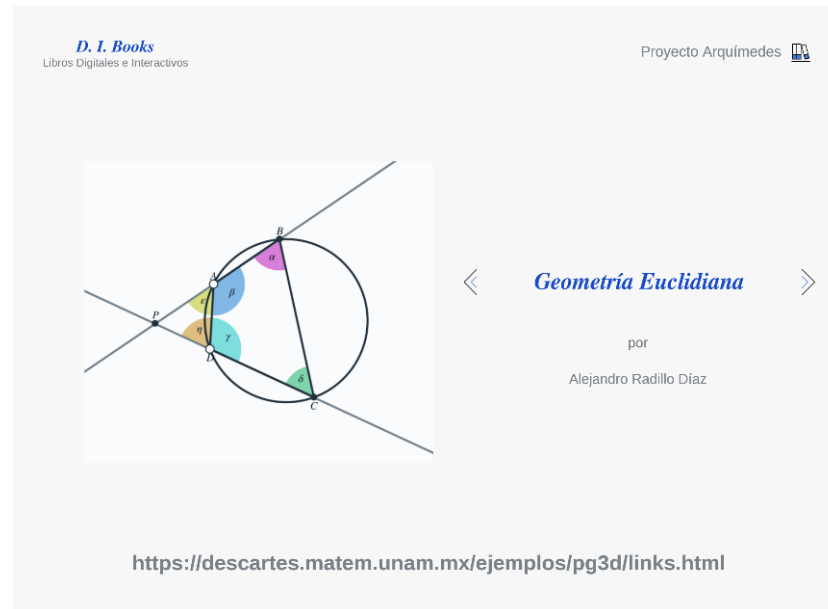 D. I. Books
Libros Digitales e Interactivos
Proyecto Arquímedes
B
α
A
β
ε
P
η
γ
D
δ
C
Geometría Euclidiana
por
Alejandro Radillo Díaz
https://descartes.matem.unam.mx/ejemplos/pg3d/links.html